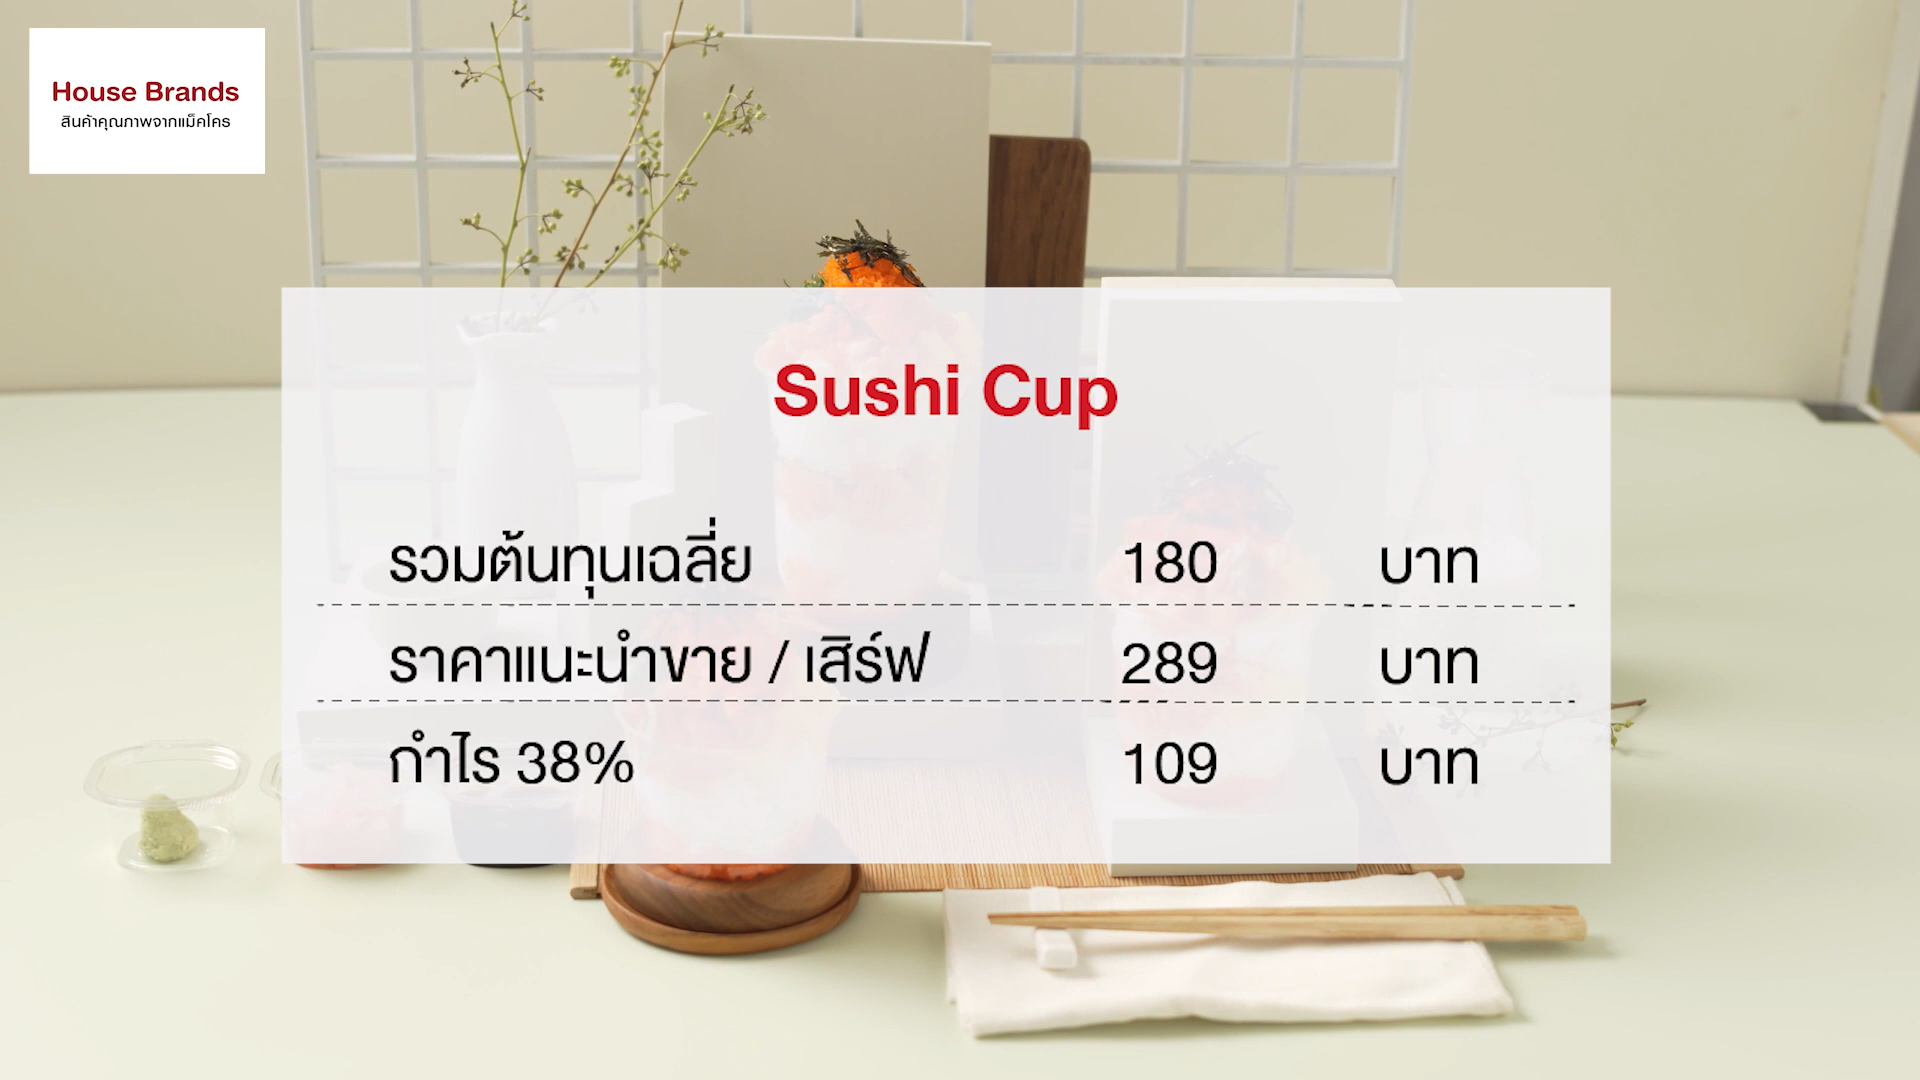 House Brands
สินค้าคุณภาพจากแม็คโคร
Sushi Cup
รวมต้นทุนเฉลี่ย 180 บาท
ราคาแนะนำขาย / เสิร์ฟ 289 บาท
กำไร 38% 109 บาท